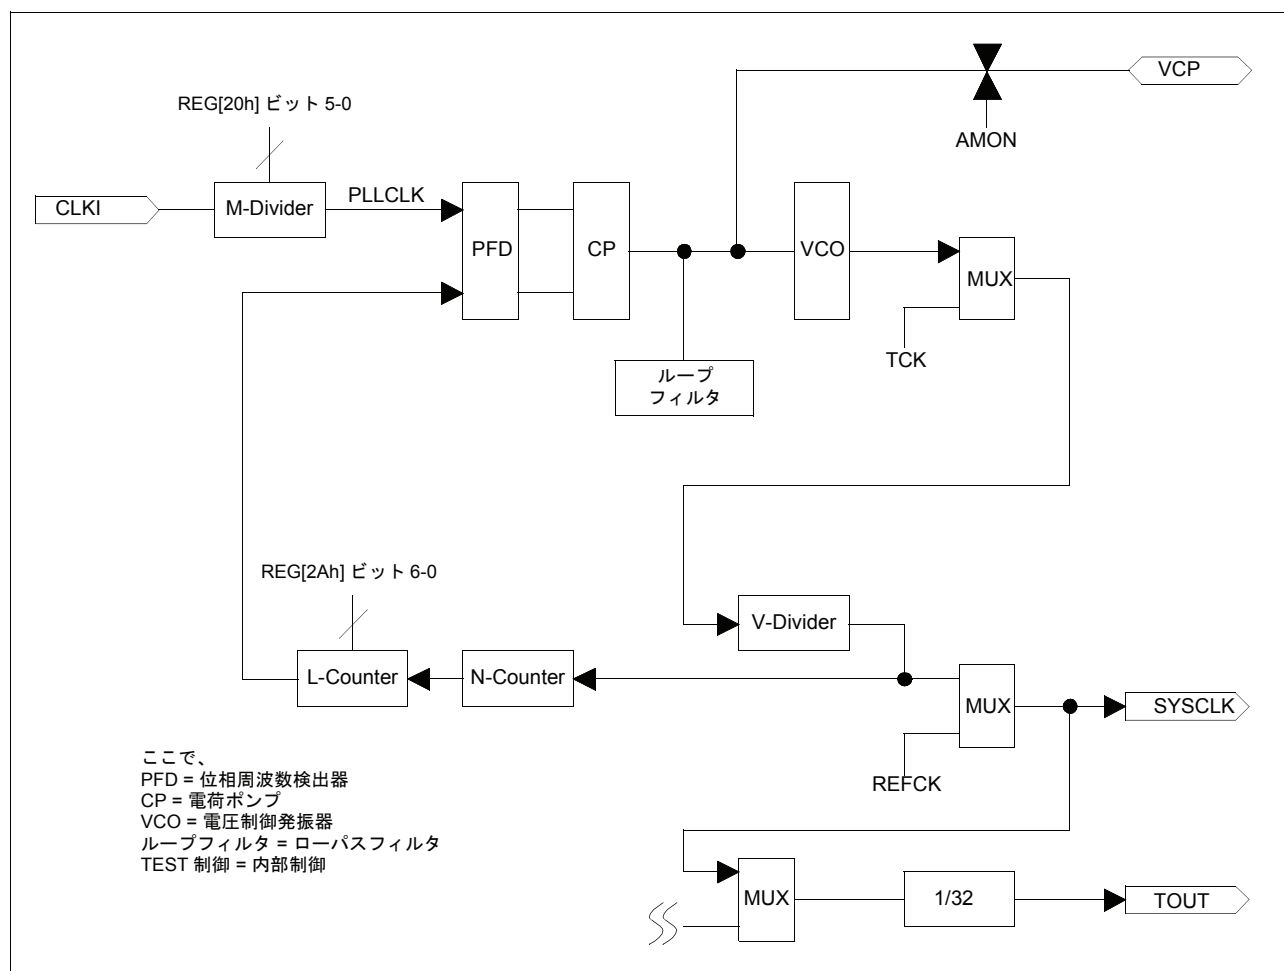 VCP
REG[20h] ビット 5-0
AMON
CLKI
M-Divider
PLLCLK
PFD
CP
VCO
MUX
TCK
ループ
フィルタ
REG[2Ah] ビット 6-0
V-Divider
L-Counter
N-Counter
MUX
SYSCLK
REFCK
ここで、
PFD = 位相周波数検出器
CP = 電荷ポンプ
VCO = 電圧制御発振器
ループフィルタ = ローパスフィルタ
TEST 制御 = 内部制御
MUX
1/32
TOUT